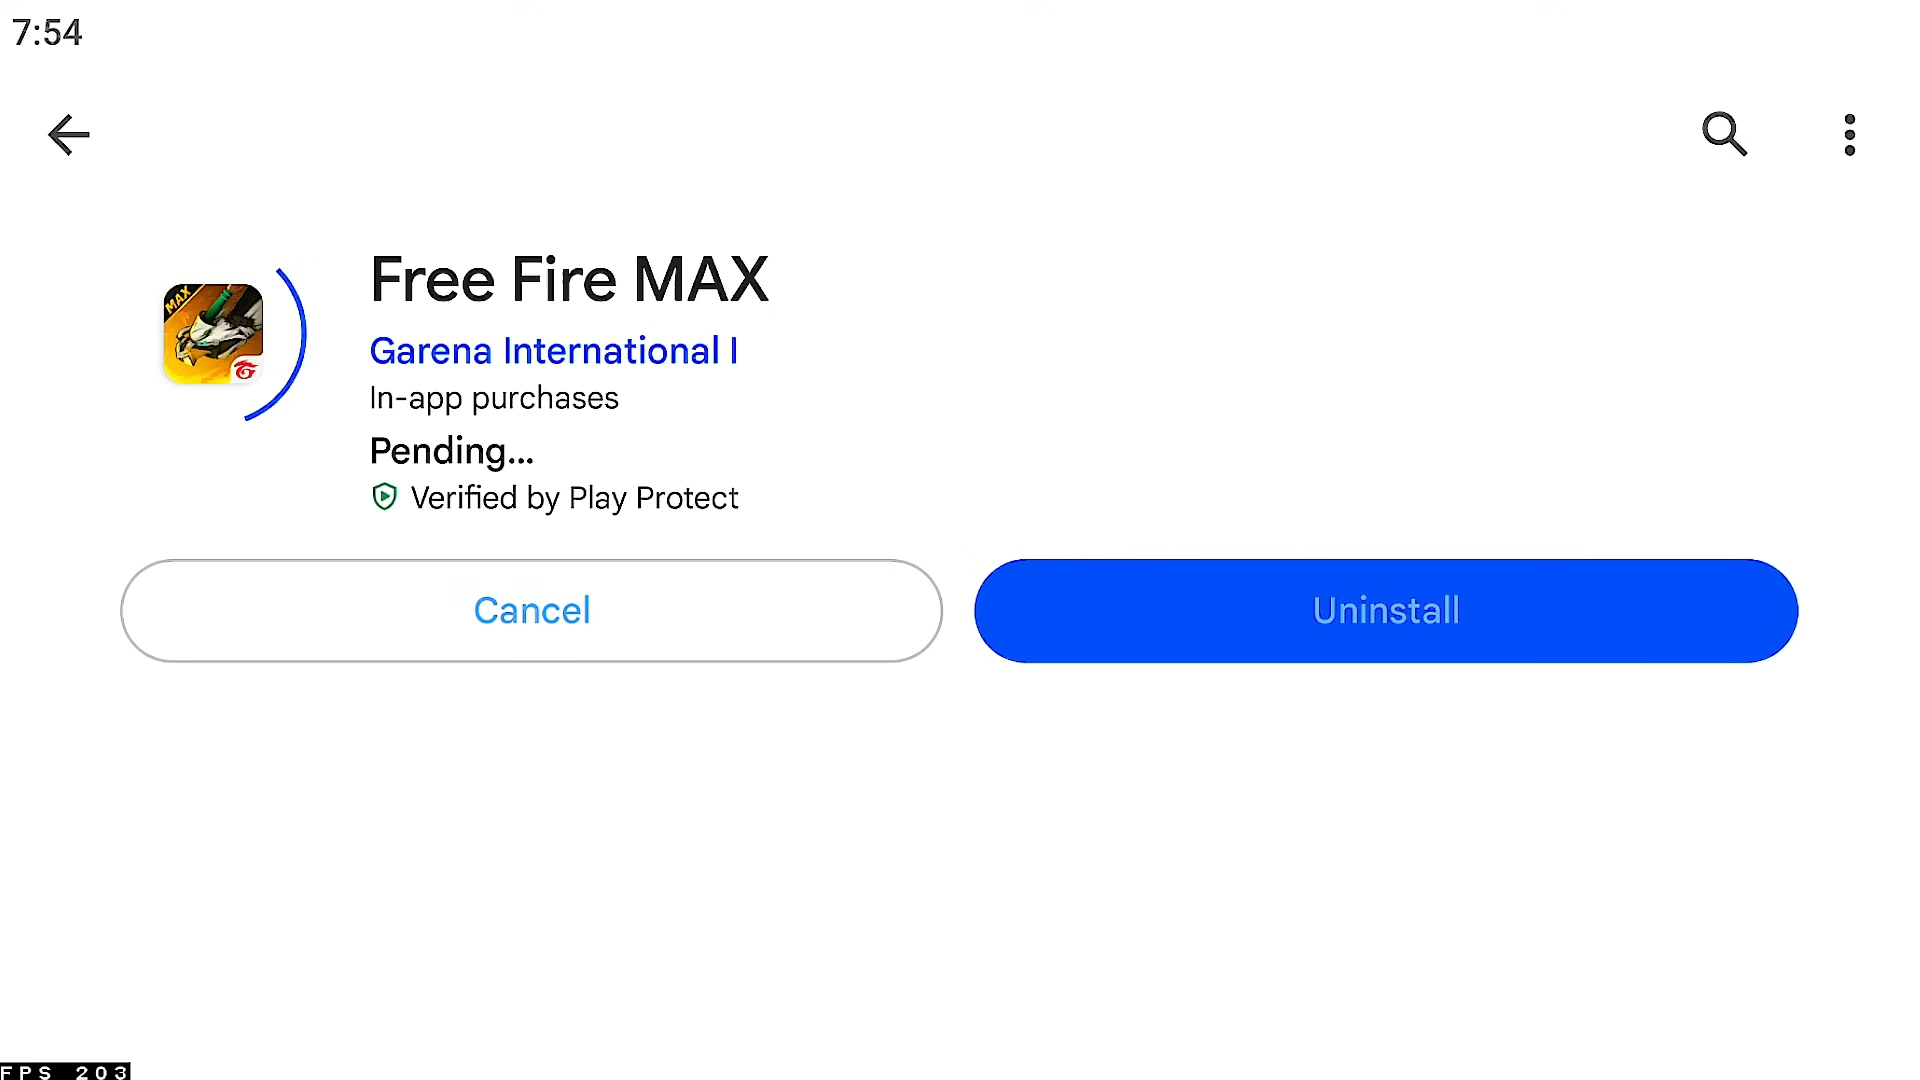 7:54
Free Fire MAX
Garena International I
In-app purchases
Pending...
Verified by Play Protect
Cancel
Uninstall
MAX
FPS 203